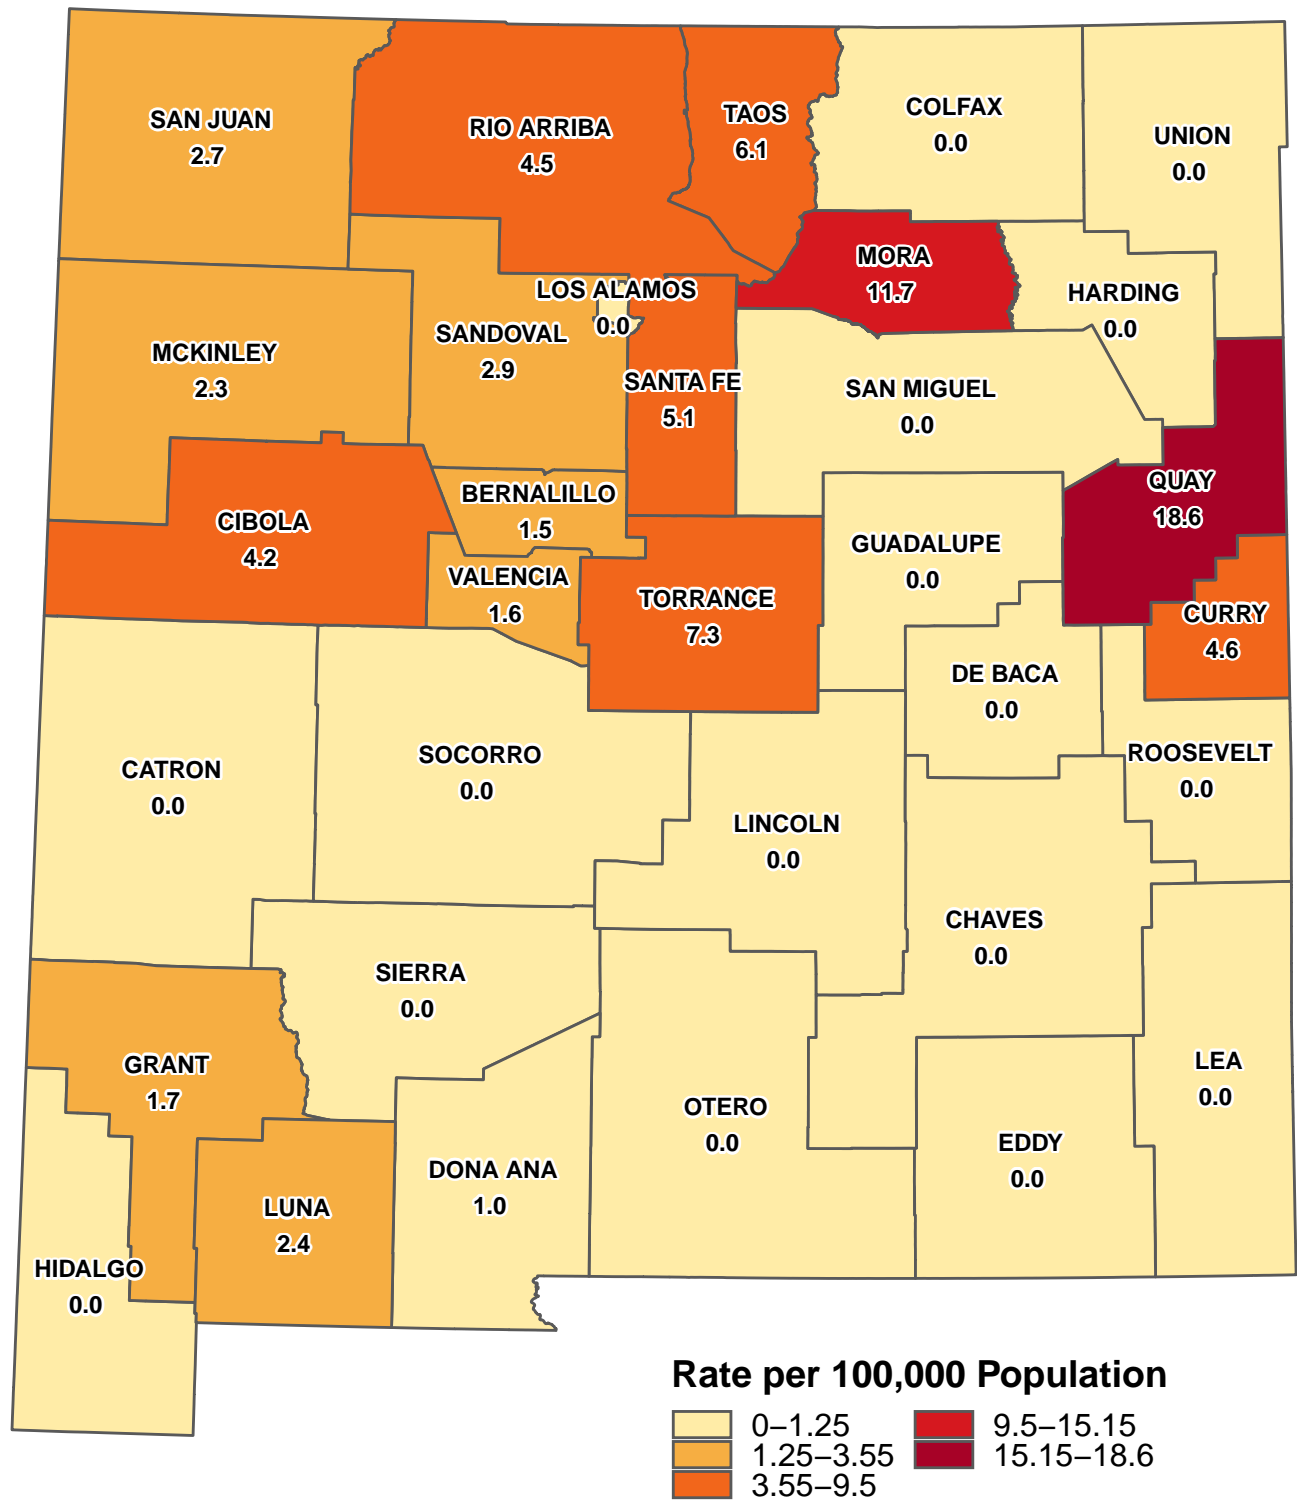 SAN JUAN
2.7
RIO ARRIBA
4.5
TAOS
6.1
COLFAX
0.0
UNION
0.0
MORA
11.7
HARDING
0.0
LOS ALAMOS
0.0
SANDOVAL
2.9
MCKINLEY
2.3
SANTA FE
5.1
SAN MIGUEL
0.0
QUAY
18.6
BERNALILLO
1.5
CIBOLA
4.2
GUADALUPE
0.0
VALENCIA
1.6
TORRANCE
7.3
CURRY
4.6
DE BACA
0.0
ROOSEVELT
0.0
CATRON
0.0
SOCORRO
0.0
LINCOLN
0.0
CHAVES
0.0
SIERRA
0.0
GRANT
1.7
LEA
0.0
OTERO
0.0
EDDY
0.0
DONA ANA
1.0
LUNA
2.4
HIDALGO
0.0
Rate per 100,000 Population
0–1.25
1.25–3.55
3.55–9.5
9.5–15.15
15.15–18.6